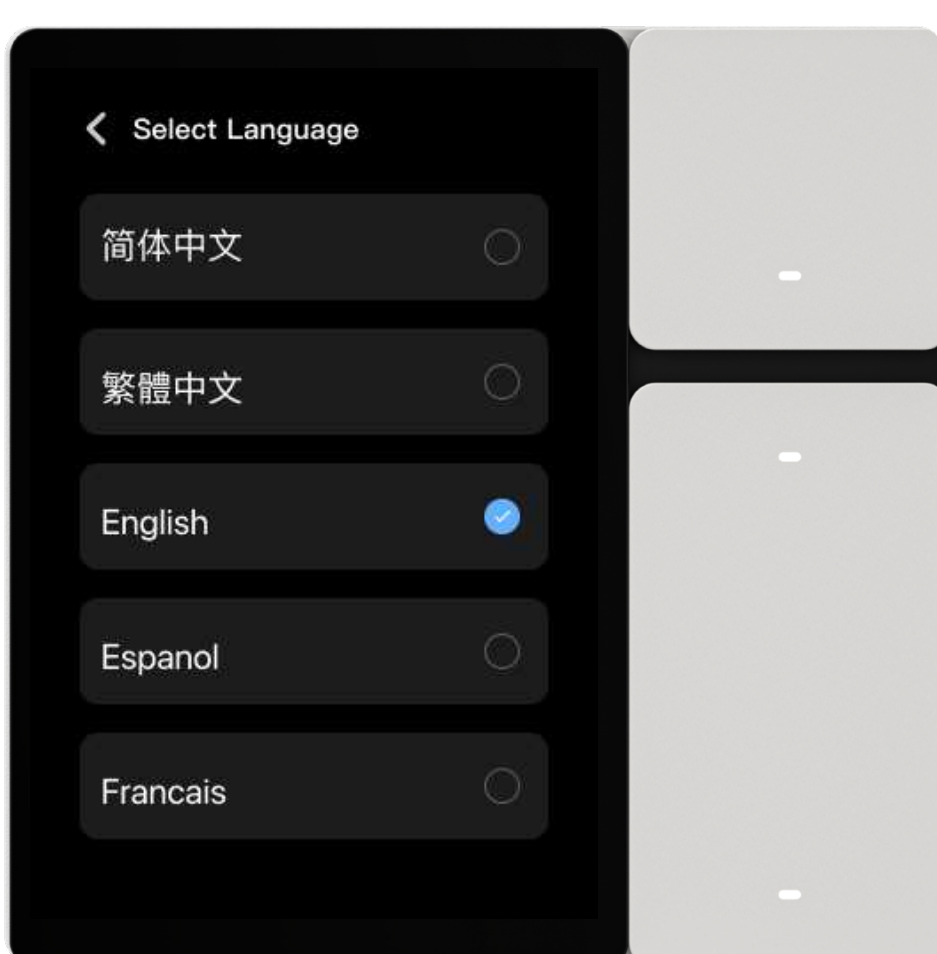 Select Language
简体中文
繁體中文
English
Espanol
Francais